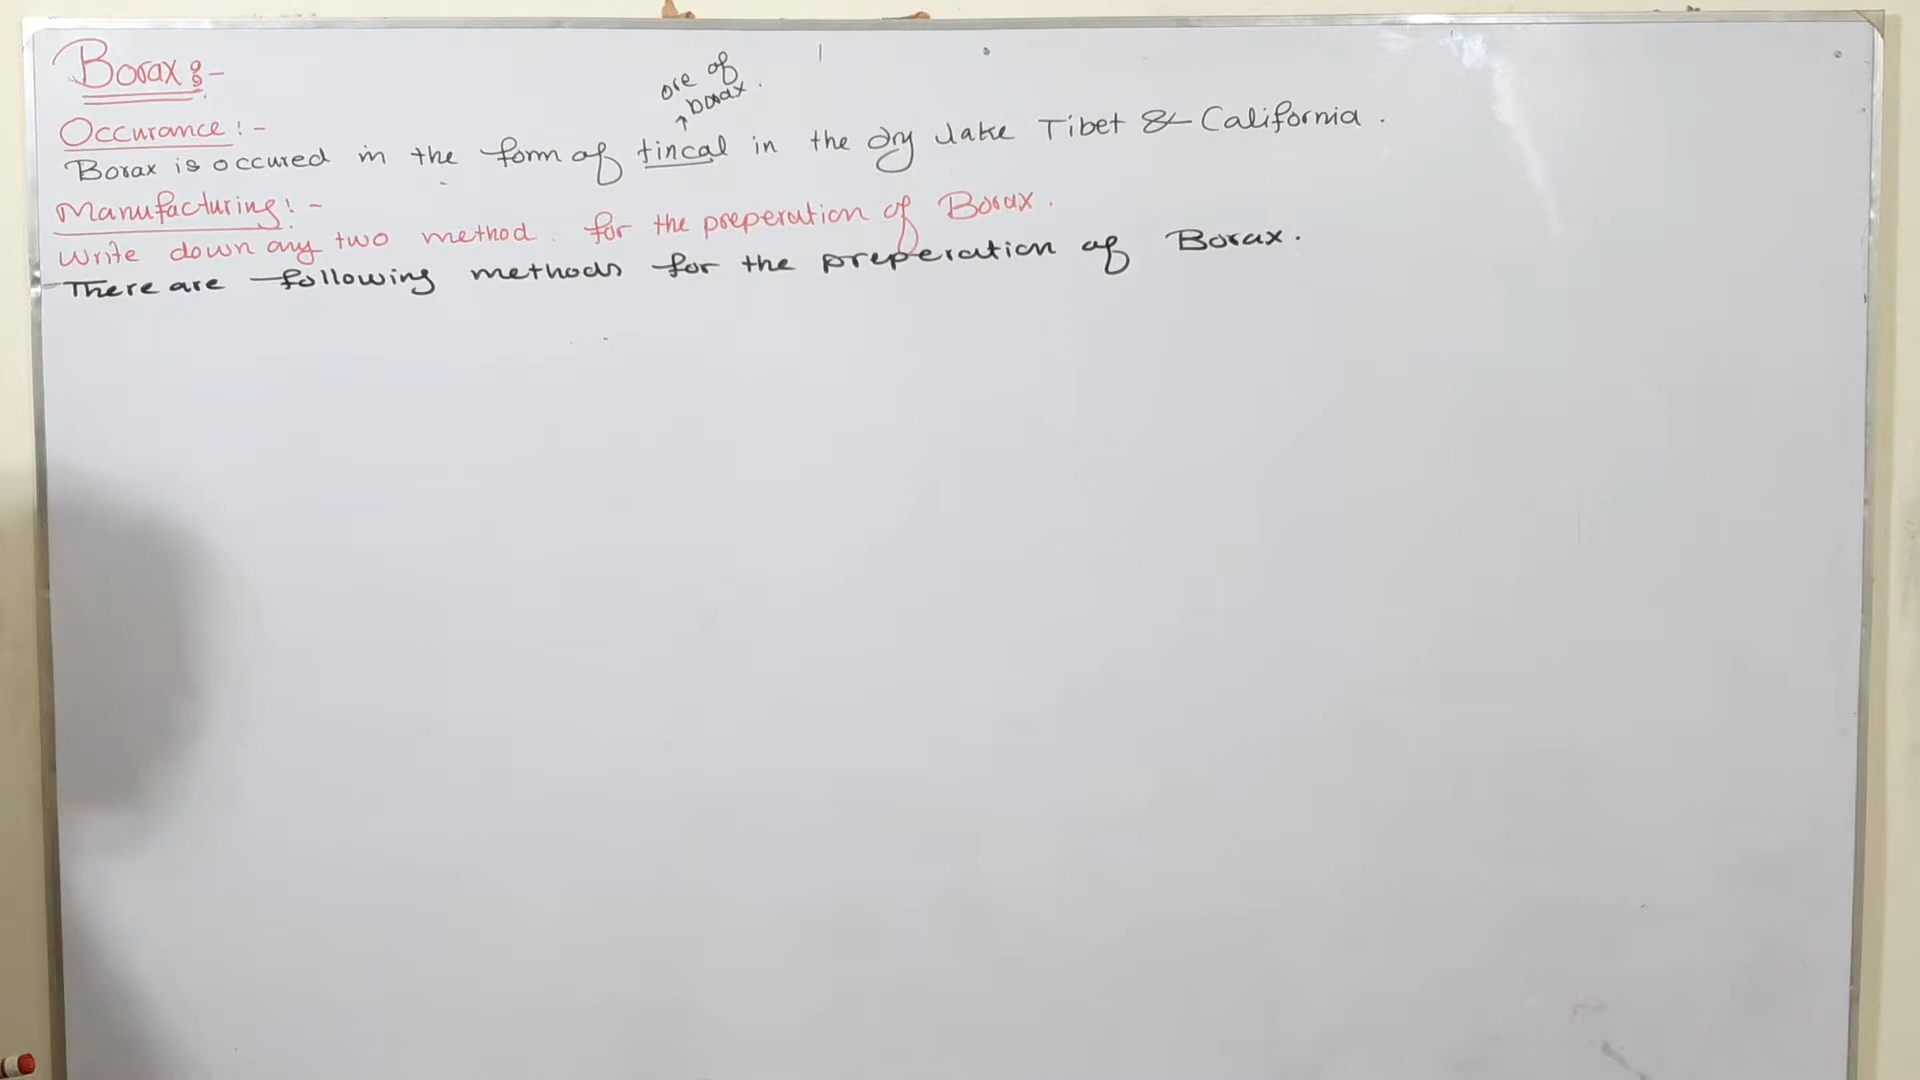 Borax :-
ore of
borax.
Occurance :-
Borax is occured in the form of tincal in the dry lake Tibet & California.
Manufacturing :-
Write down any two method for the preperation of Borax.
There are following methods for the preperation of Borax.